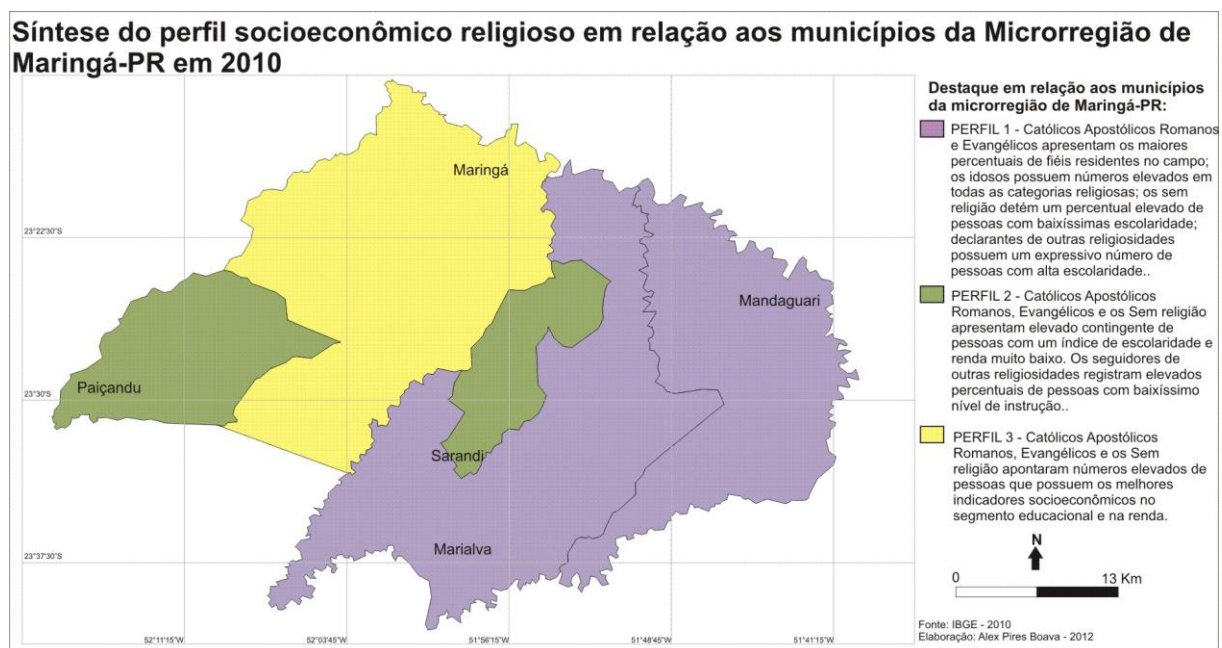 Síntese do perfil socioeconômico religioso em relação aos municípios da Microrregião de
Maringá-PR em 2010
Destaque em relação aos municípios
da microrregião de Maringá-PR:
PERFIL 1 - Católicos Apostólicos Romanos
e Evangélicos apresentam os maiores
percentuais de fiéis residentes no campo;
os idosos possuem números elevados em
todas as categorias religiosas; os sem
religião detém um percentual elevado de
pessoas com baixíssimas escolaridade;
declarantes de outras religiosidades
possuem um expressivo número de
pessoas com alta escolaridade..
PERFIL 2 - Católicos Apostólicos
Romanos, Evangélicos e os Sem religião
apresentam elevado contingente de
pessoas com um índice de escolaridade e
renda muito baixo. Os seguidores de
outras religiosidades registram elevados
percentuais de pessoas com baixíssimo
nível de instrução..
PERFIL 3 - Católicos Apostólicos
Romanos, Evangélicos e os Sem
religião apontaram números elevados de
pessoas que possuem os melhores
indicadores socioeconômicos no
segmento educacional e na renda.
N
0 13 Km
Fonte: IBGE - 2010
Elaboração: Alex Pires Boava - 2012
Maringá
Mandaguari
Paiçandu
Sarandi
Marialva
23°22'30"S
23°30'S
23°37'30"S
52°11'15"W
52°03'45"W
51°56'15"W
51°48'45"W
51°41'15"W